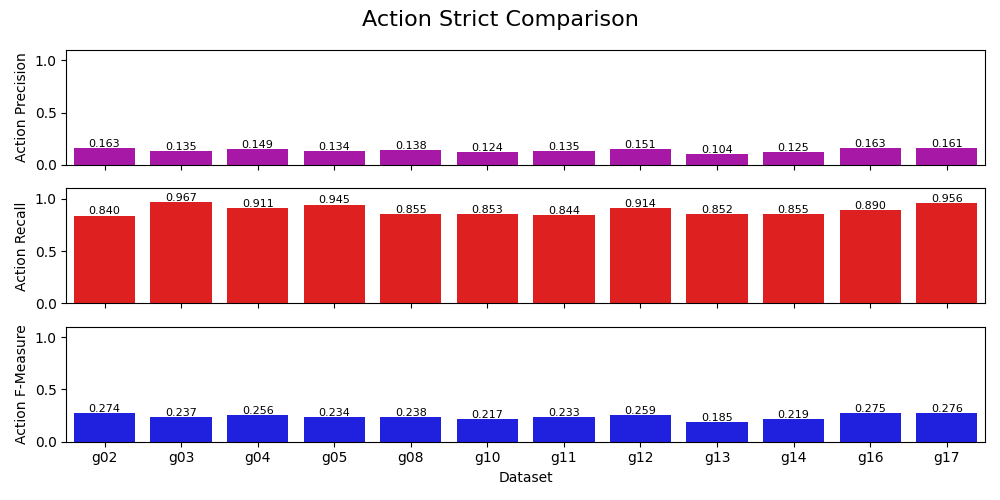 Action Strict Comparison
Action Precision
1.0
0.5
0.0
0.163 0.135 0.149 0.134 0.138 0.124 0.135 0.151 0.104 0.125 0.163 0.161
Action Recall
1.0
0.5
0.0
0.840 0.967 0.911 0.945 0.855 0.853 0.844 0.914 0.852 0.855 0.890 0.956
Action F-Measure
1.0
0.5
0.0
0.274 0.237 0.256 0.234 0.238 0.217 0.233 0.259 0.185 0.219 0.275 0.276
g02 g03 g04 g05 g08 g10 g11 g12 g13 g14 g16 g17
Dataset